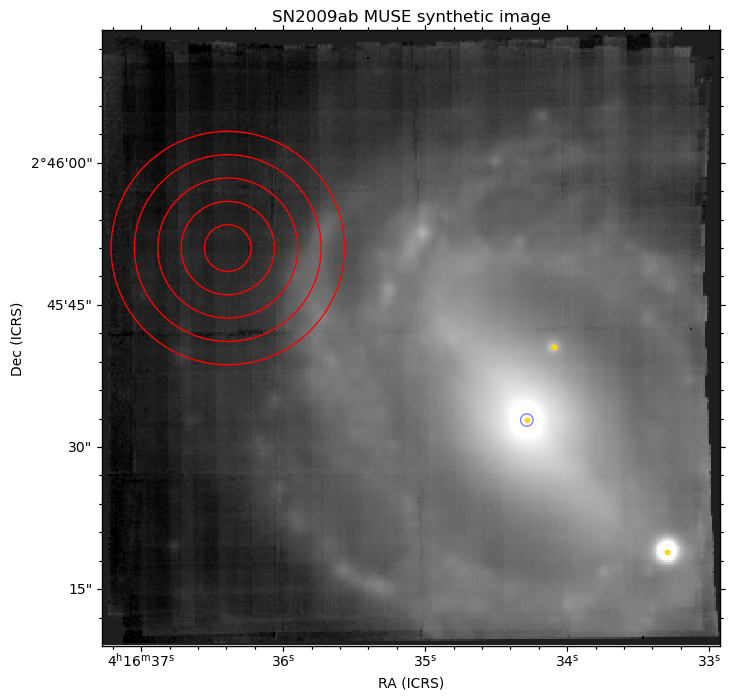 SN2009ab MUSE synthetic image
2°46'00"
45'45"
30"
15"
4ʰ16ᵐ37ˢ 36ˢ 35ˢ 34ˢ 33ˢ
RA (ICRS)
Dec (ICRS)